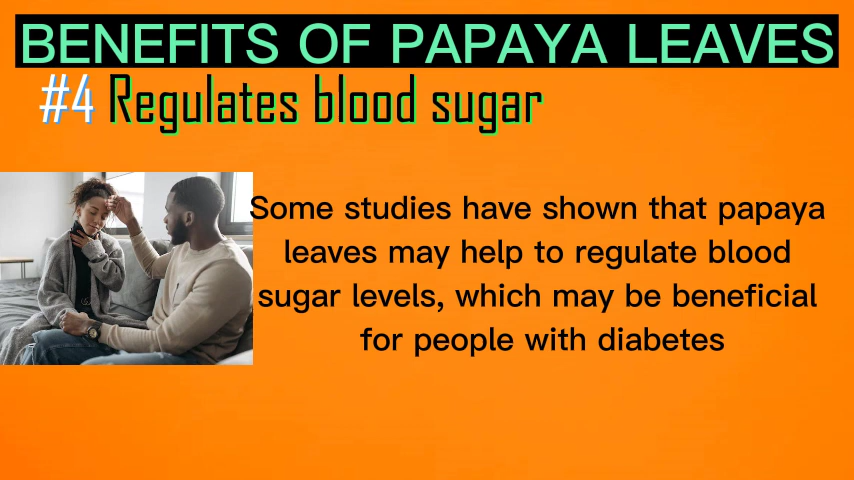 BENEFITS OF PAPAYA LEAVES
#4 Regulates blood sugar
Some studies have shown that papaya
leaves may help to regulate blood
sugar levels, which may be beneficial
for people with diabetes